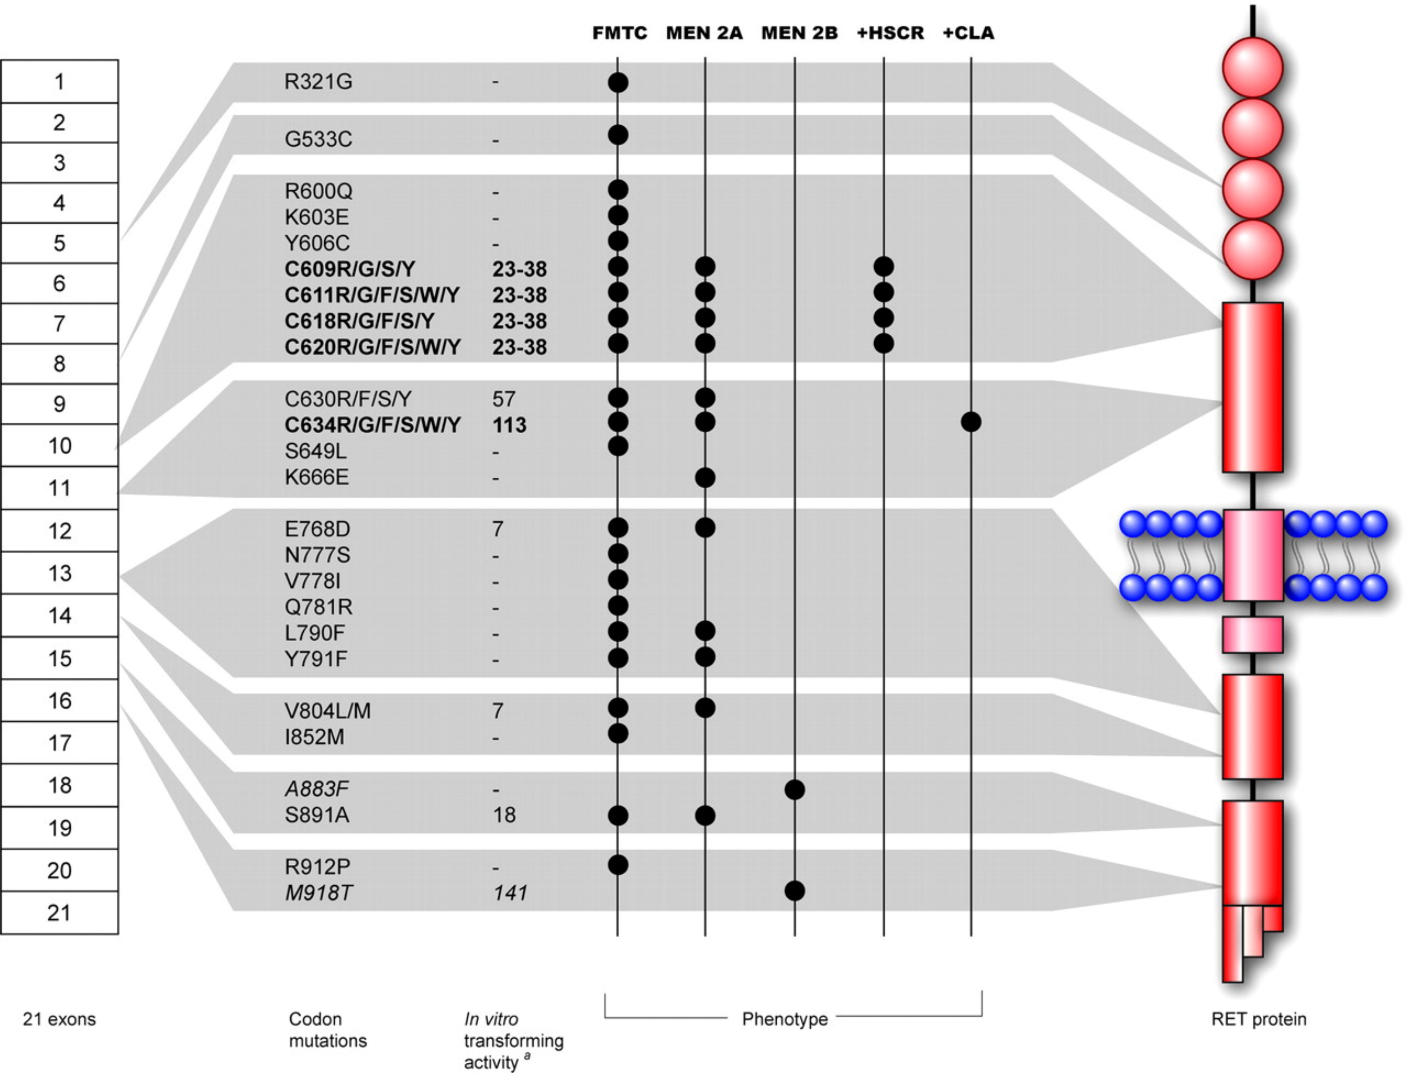 FMTC MEN 2A MEN 2B +HSCR +CLA
1
2
3
4
5
6
7
8
9
10
11
12
13
14
15
16
17
18
19
20
21
R321G -
G533C -
R600Q -
K603E -
Y606C -
C609R/G/S/Y 23-38
C611R/G/F/S/W/Y 23-38
C618R/G/F/S/Y 23-38
C620R/G/F/S/W/Y 23-38
C630R/F/S/Y 57
C634R/G/F/S/W/Y 113
S649L -
K666E -
E768D 7
N777S -
V778I -
Q781R -
L790F -
Y791F -
V804L/M 7
I852M -
A883F -
S891A 18
R912P -
M918T 141
21 exons
Codon
mutations
In vitro
transforming
activity a
Phenotype
RET protein